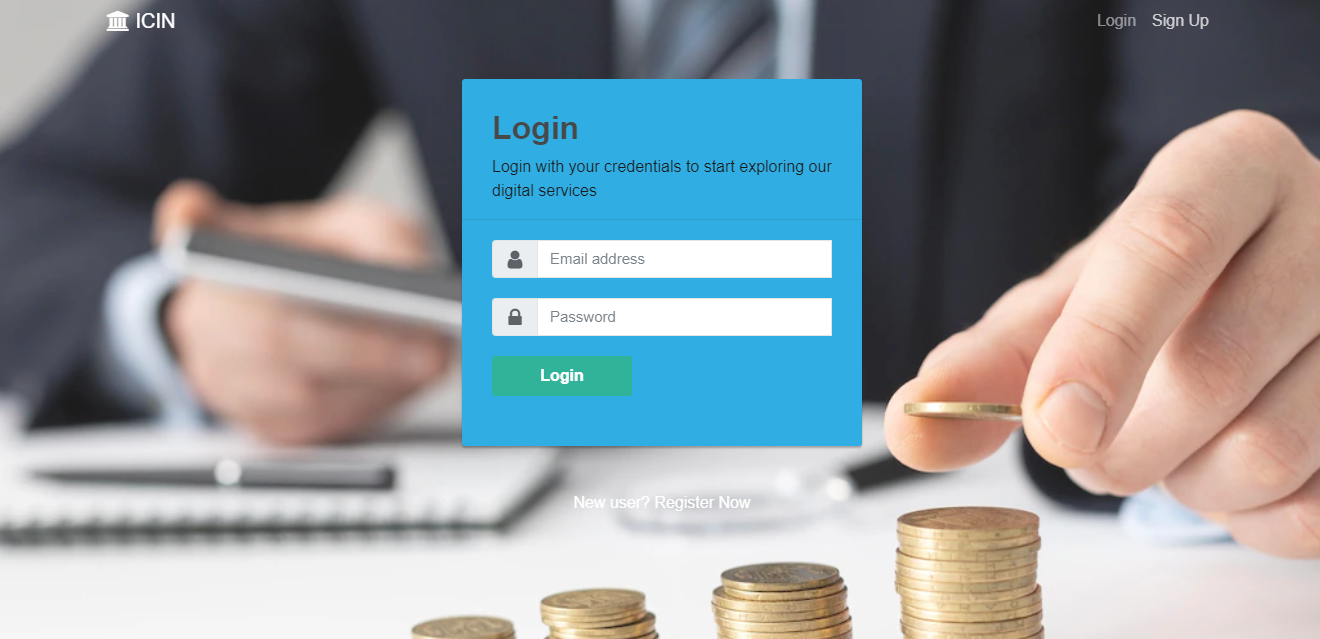 ICIN
Login
Sign Up
Login
Login with your credentials to start exploring our
digital services
Email address
Password
Login
New user? Register Now